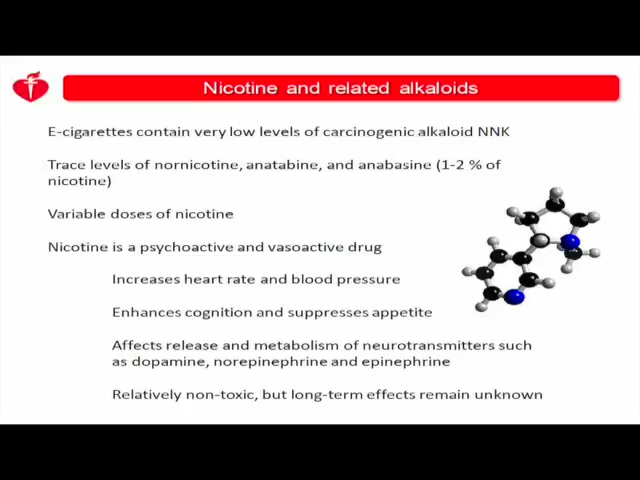 Nicotine and related alkaloids
E-cigarettes contain very low levels of carcinogenic alkaloid NNK
Trace levels of nornicotine, anatabine, and anabasine (1-2 % of
nicotine)
Variable doses of nicotine
Nicotine is a psychoactive and vasoactive drug
Increases heart rate and blood pressure
Enhances cognition and suppresses appetite
Affects release and metabolism of neurotransmitters such
as dopamine, norepinephrine and epinephrine
Relatively non-toxic, but long-term effects remain unknown